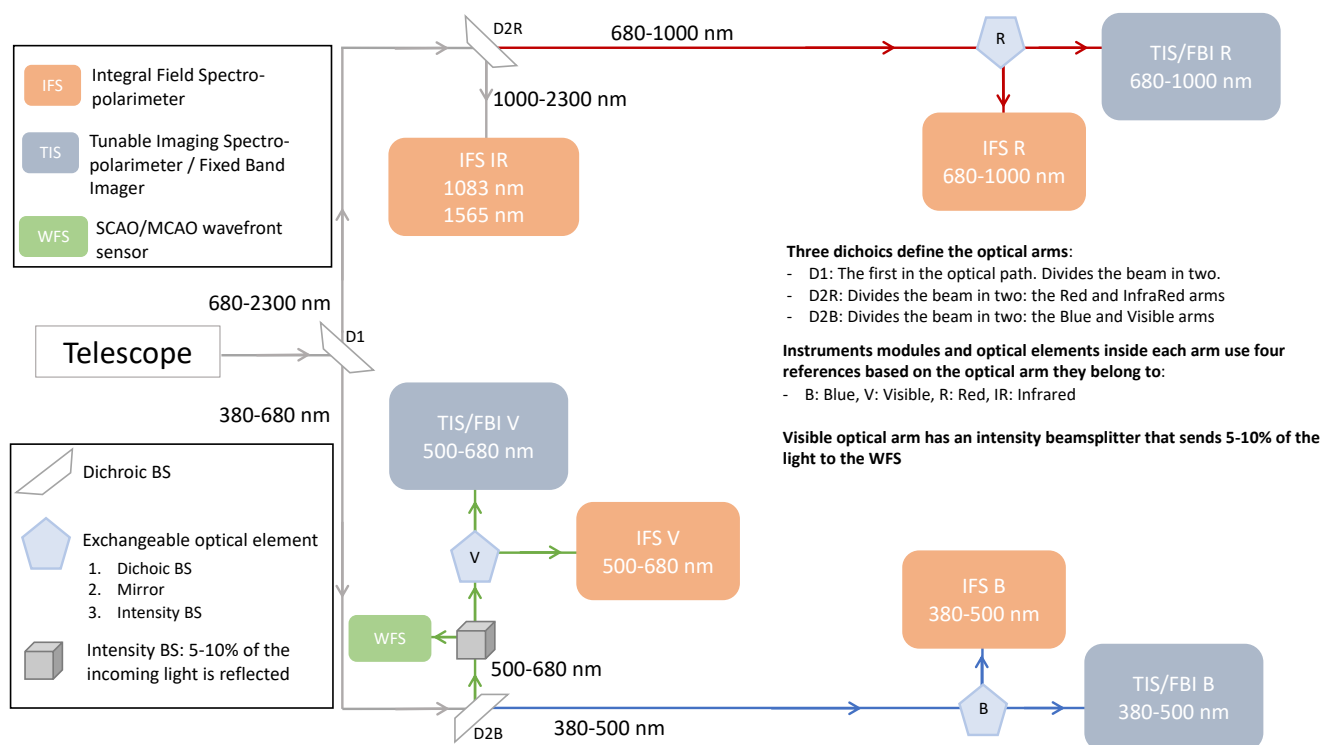 IFS
Integral Field Spectro-
polarimeter
TIS
Tunable Imaging Spectro-
polarimeter / Fixed Band
Imager
WFS
SCAO/MCAO wavefront
sensor
D2R
680-1000 nm
R
TIS/FBI R
680-1000 nm
1000-2300 nm
IFS IR
1083 nm
1565 nm
IFS R
680-1000 nm
680-2300 nm
D1
Telescope
380-680 nm
Three dichoics define the optical arms:
- D1: The first in the optical path. Divides the beam in two.
- D2R: Divides the beam in two: the Red and InfraRed arms
- D2B: Divides the beam in two: the Blue and Visible arms
Instruments modules and optical elements inside each arm use four
references based on the optical arm they belong to:
- B: Blue, V: Visible, R: Red, IR: Infrared
Visible optical arm has an intensity beamsplitter that sends 5-10% of the
light to the WFS
Dichroic BS
Exchangeable optical element
1. Dichoic BS
2. Mirror
3. Intensity BS
Intensity BS: 5-10% of the
incoming light is reflected
TIS/FBI V
500-680 nm
V
IFS V
500-680 nm
WFS
500-680 nm
D2B
380-500 nm
IFS B
380-500 nm
B
TIS/FBI B
380-500 nm